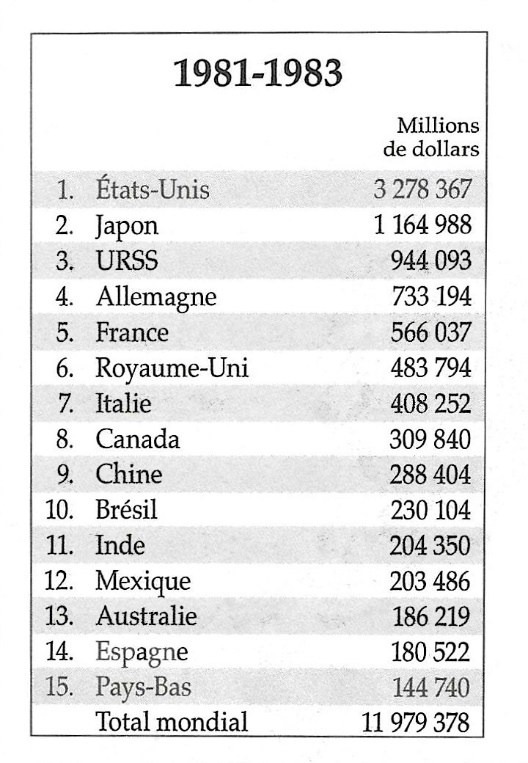 1981-1983
Millions
de dollars
1. États-Unis 3 278 367
2. Japon 1 164 988
3. URSS 944 093
4. Allemagne 733 194
5. France 566 037
6. Royaume-Uni 483 794
7. Italie 408 252
8. Canada 309 840
9. Chine 288 404
10. Brésil 230 104
11. Inde 204 350
12. Mexique 203 486
13. Australie 186 219
14. Espagne 180 522
15. Pays-Bas 144 740
Total mondial 11 979 378